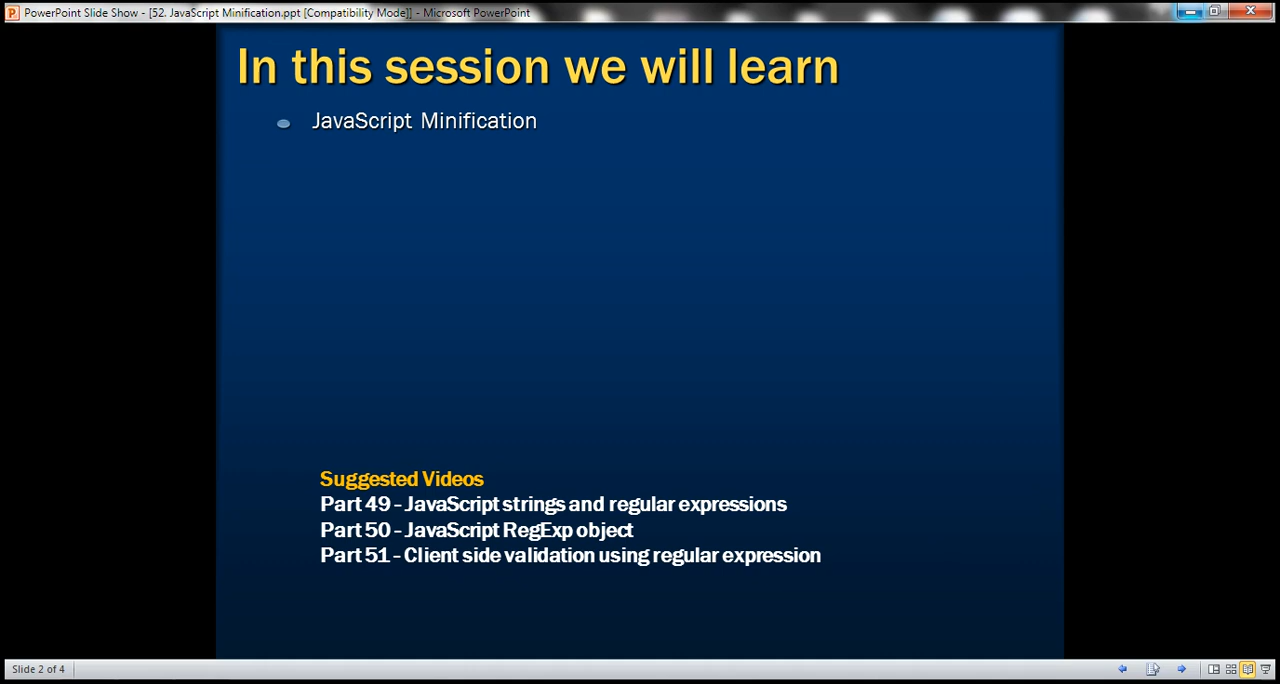 PowerPoint Slide Show - [52. JavaScript Minification.ppt [Compatibility Mode]] - Microsoft PowerPoint
In this session we will learn
JavaScript Minification
Suggested Videos
Part 49 - JavaScript strings and regular expressions
Part 50 - JavaScript RegExp object
Part 51 - Client side validation using regular expression
Slide 2 of 4